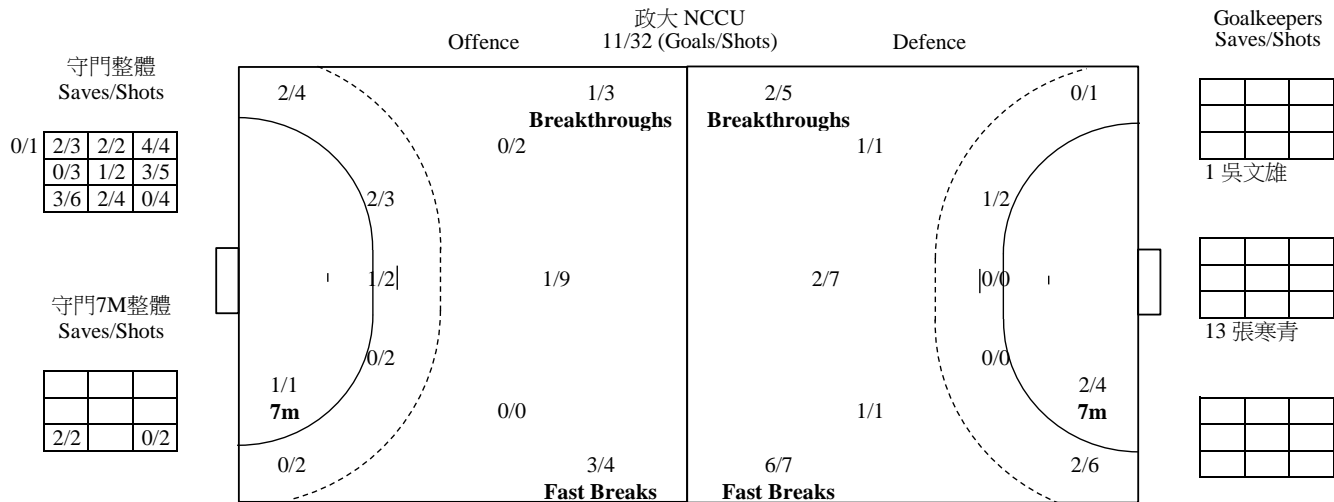 政大 NCCU
11/32 (Goals/Shots)
Offence
Defence
Goalkeepers
Saves/Shots
守門整體
Saves/Shots
0/1 2/3 2/2 4/4
0/3 1/2 3/5
3/6 2/4 0/4
守門7M整體
Saves/Shots
2/2 0/2
2/4
1/3
Breakthroughs
0/2
2/3
1/2
1/9
0/2
1/1
7m
0/0
0/2
3/4
Fast Breaks
2/5
Breakthroughs
0/1
1/1
1/2
2/7
0/0
0/0
2/4
7m
1/1
6/7
Fast Breaks
2/6
1 吳文雄
13 張寒青